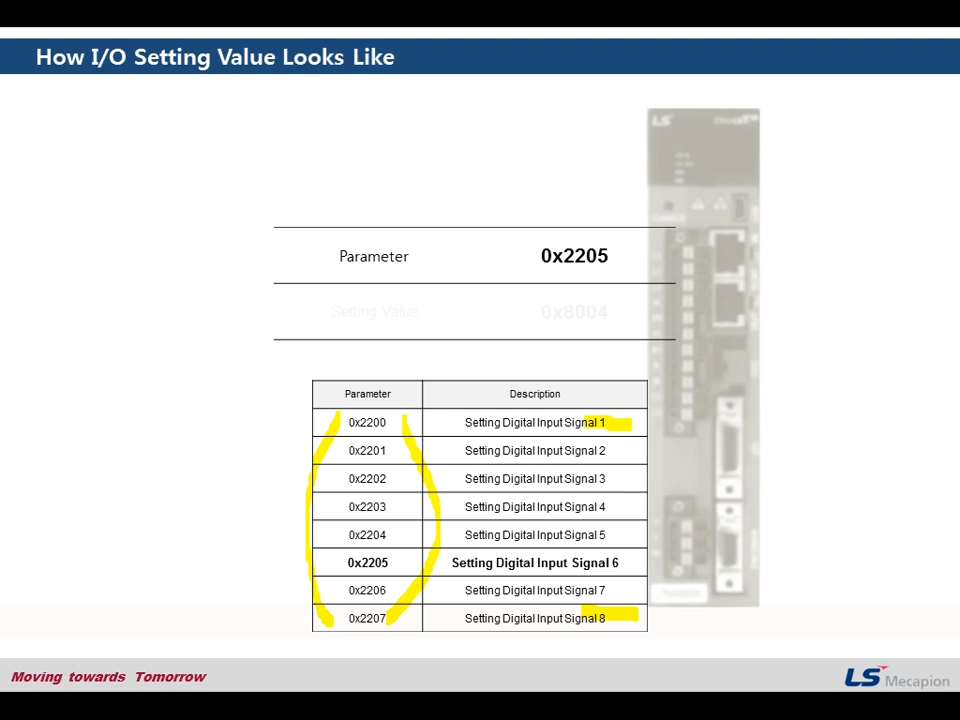 How I/O Setting Value Looks Like
LS
Parameter 0x2205
Setting Value 0x8004
Parameter Description
0x2200 Setting Digital Input Signal 1
0x2201 Setting Digital Input Signal 2
0x2202 Setting Digital Input Signal 3
0x2203 Setting Digital Input Signal 4
0x2204 Setting Digital Input Signal 5
0x2205 Setting Digital Input Signal 6
0x2206 Setting Digital Input Signal 7
0x2207 Setting Digital Input Signal 8
Moving towards Tomorrow
LS Mecapion